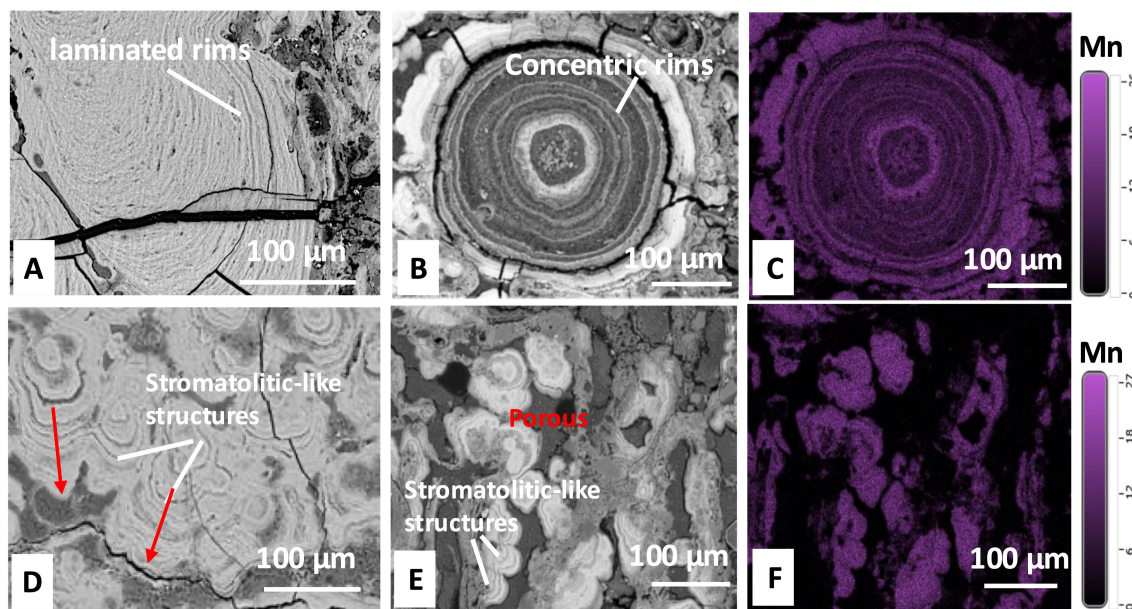 laminated rims
100 µm
A
Concentric rims
100 µm
B
100 µm
C
Mn
12
Stromatolitic-like
structures
100 µm
D
Porous
Stromatolitic-like
structures
100 µm
E
100 µm
F
Mn
27
18
12
6